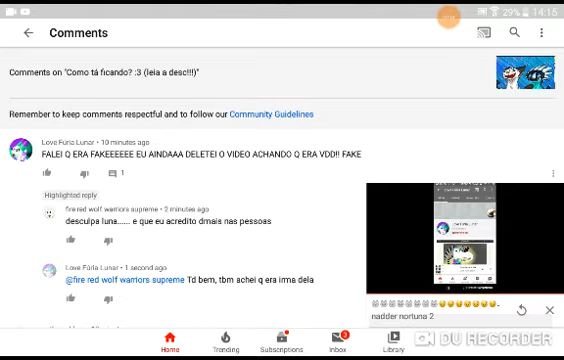 29% 14:15
Comments
Comments on "Como tá ficando? :3 (leia a desc!!!)"
Remember to keep comments respectful and to follow our Community Guidelines
Love Fúria Lunar • 10 minutes ago
FALEI Q ERA FAKEEEEEE EU AINDAAA DELETEI O VIDEO ACHANDO Q ERA VDD!! FAKE
1
Highlighted reply
fire red wolf warriors supreme • 2 minutes ago
desculpa luna...... e que eu acredito dmais nas pessoas
Love Fúria Lunar • 1 second ago
@fire red wolf warriors supreme Td bem, tbm achei q era irma dela
nadder nortuna 2
DU RECORDER
Home
Trending
Subscriptions
Inbox
Library